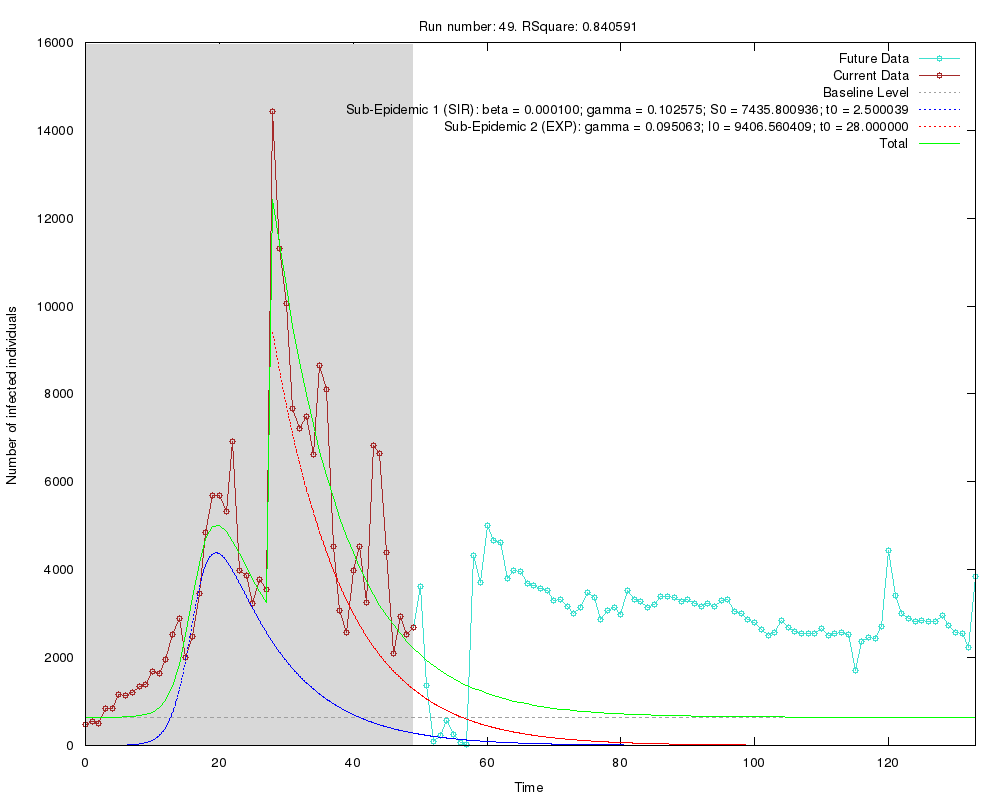 Run number: 49. RSquare: 0.840591
Future Data
Current Data
Baseline Level
Sub-Epidemic 1 (SIR): beta = 0.000100; gamma = 0.102575; S0 = 7435.800936; t0 = 2.500039
Sub-Epidemic 2 (EXP): gamma = 0.095063; I0 = 9406.560409; t0 = 28.000000
Total
Number of infected individuals
16000
14000
12000
10000
8000
6000
4000
2000
0
0 20 40 60 80 100 120
Time